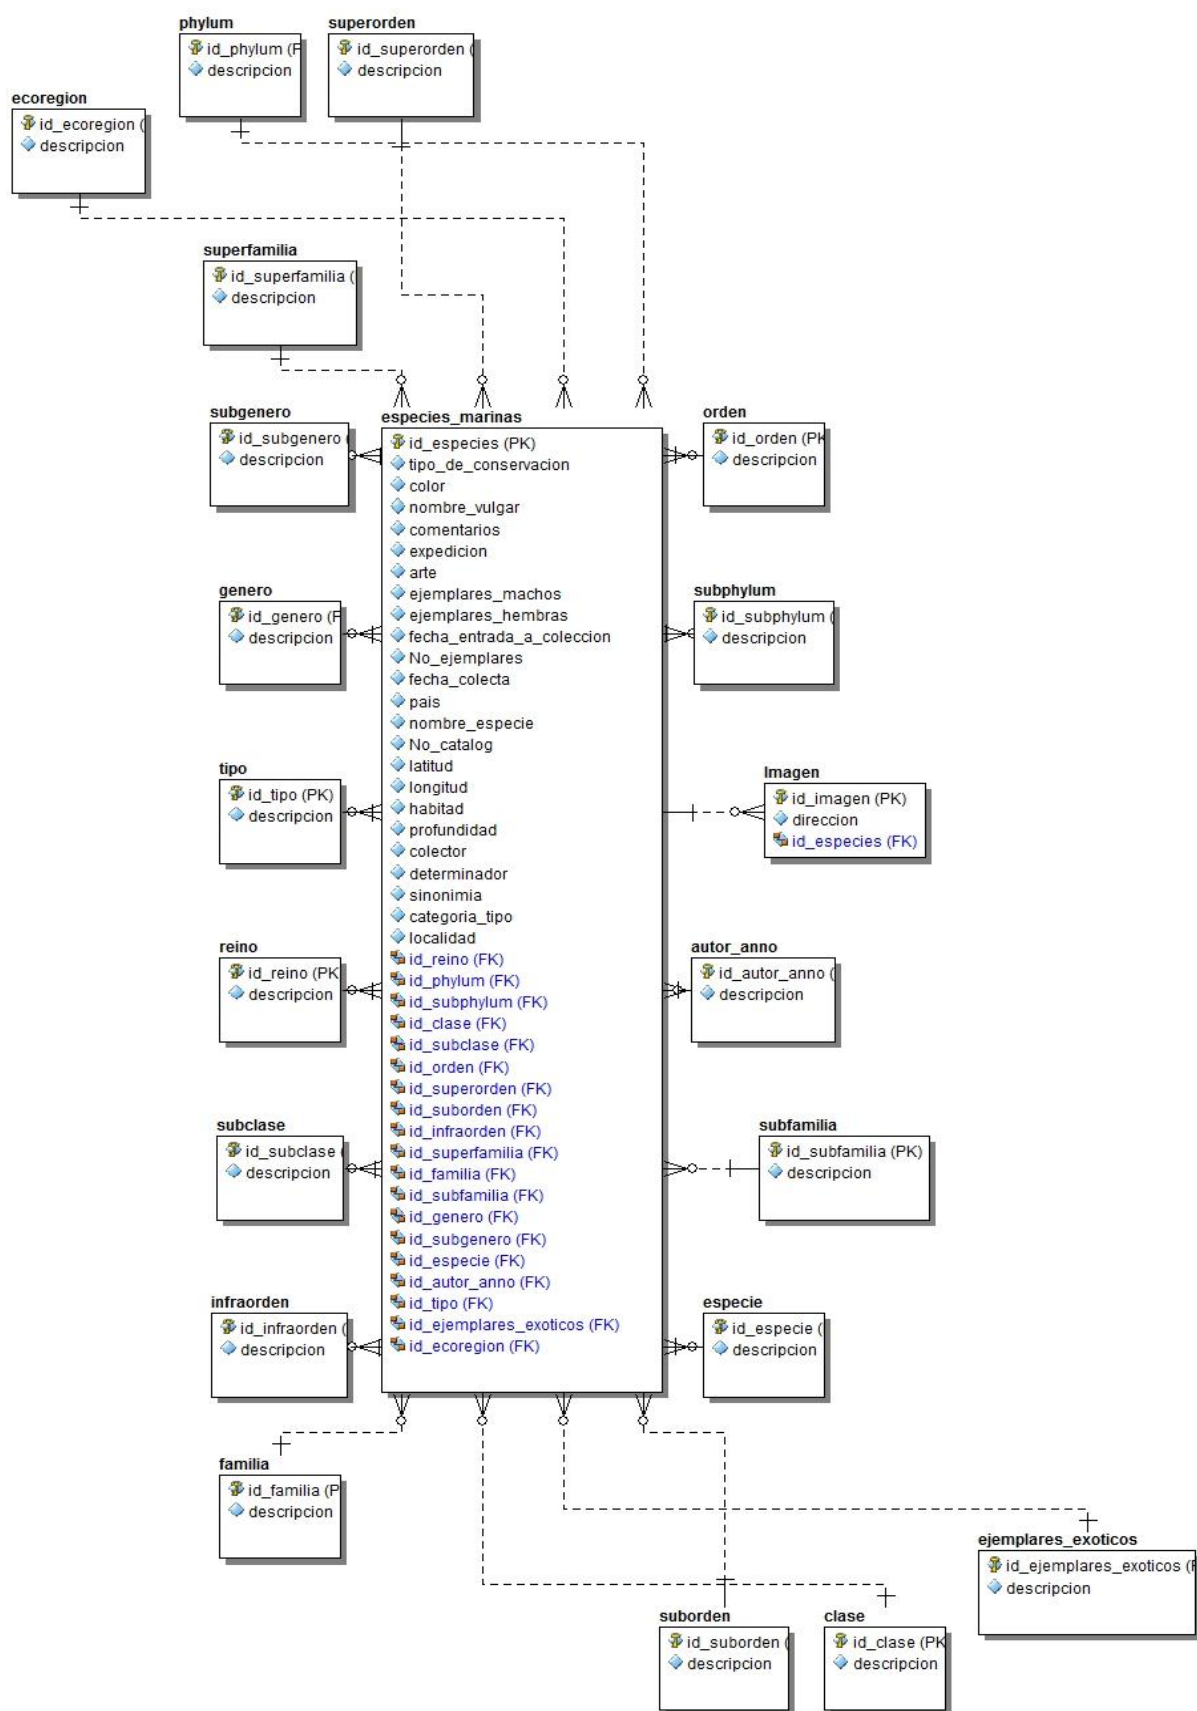 phylum
id_phylum (F
descripcion
superorden
id_superorden (
descripcion
ecoregion
id_ecoregion (
descripcion
superfamilia
id_superfamilia (
descripcion
subgenero
id_subgenero (
descripcion
genero
id_genero (F
descripcion
tipo
id_tipo (PK)
descripcion
reino
id_reino (PK
descripcion
subclase
id_subclase (
descripcion
infraorden
id_infraorden (
descripcion
especies_marinas
id_especies (PK)
tipo_de_conservacion
color
nombre_vulgar
comentarios
expedicion
arte
ejemplares_machos
ejemplares_hembras
fecha_entrada_a_coleccion
No_ejemplares
fecha_colecta
pais
nombre_especie
No_catalog
latitud
longitud
habitad
profundidad
colector
determinador
sinonimia
categoria_tipo
localidad
id_reino (FK)
id_phylum (FK)
id_subphylum (FK)
id_clase (FK)
id_subclase (FK)
id_orden (FK)
id_superorden (FK)
id_suborden (FK)
id_infraorden (FK)
id_superfamilia (FK)
id_familia (FK)
id_subfamilia (FK)
id_genero (FK)
id_subgenero (FK)
id_especie (FK)
id_autor_anno (FK)
id_tipo (FK)
id_ejemplares_exoticos (FK)
id_ecoregion (FK)
orden
id_orden (PK
descripcion
subphylum
id_subphylum (
descripcion
Imagen
id_imagen (PK)
direccion
id_especies (FK)
autor_anno
id_autor_anno (
descripcion
subfamilia
id_subfamilia (PK)
descripcion
especie
id_especie (
descripcion
familia
id_familia (P
descripcion
ejemplares_exoticos
id_ejemplares_exoticos (F
descripcion
suborden
id_suborden (
descripcion
clase
id_clase (PK
descripcion